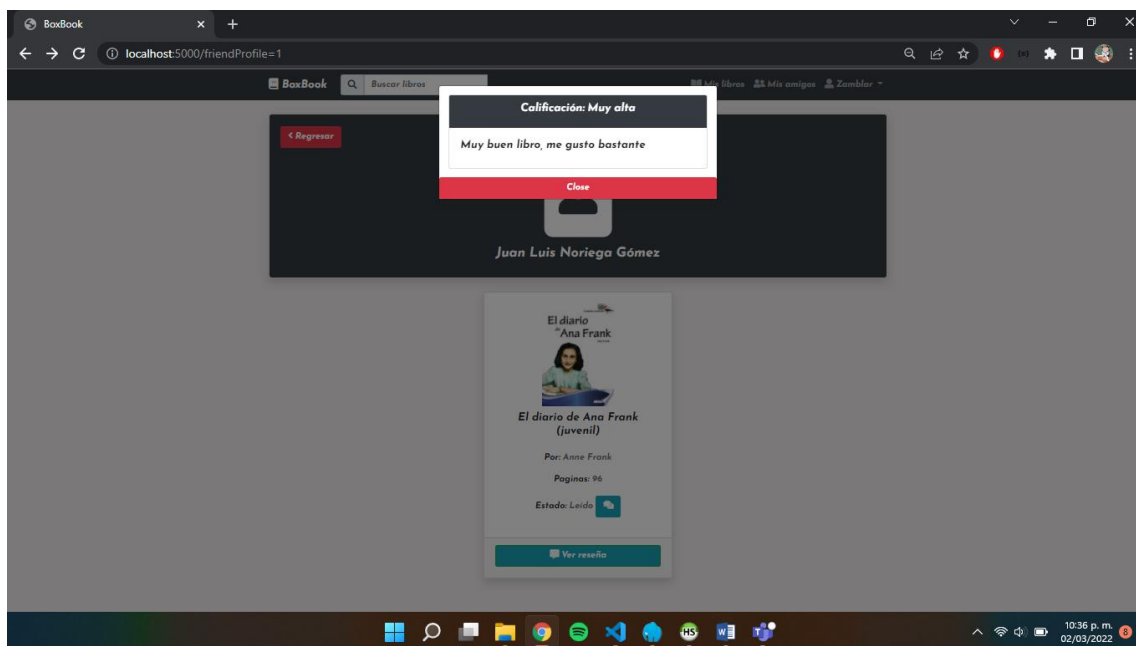 BoxBook
localhost:5000/friendProfile=1
BoxBook
Buscar libros
Mis libros
Mis amigos
Zamblar
Calificación: Muy alta
Muy buen libro, me gusto bastante
Close
Regresar
Juan Luis Noriega Gómez
El diario
de Ana Frank
El diario de Ana Frank
(juvenil)
Por: Anne Frank
Paginas: 96
Estado: Leido
Ver reseña
10:36 p. m.
02/03/2022
8